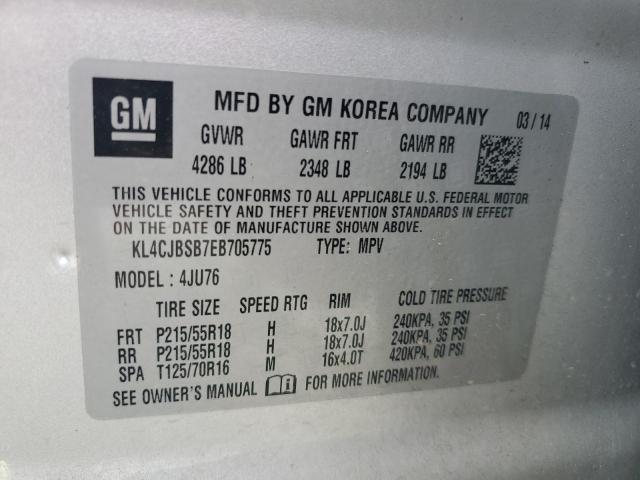 GM
MFD BY GM KOREA COMPANY 03/14
GVWR GAWR FRT GAWR RR
4286 LB 2348 LB 2194 LB
THIS VEHICLE CONFORMS TO ALL APPLICABLE U.S. FEDERAL MOTOR
VEHICLE SAFETY AND THEFT PREVENTION STANDARDS IN EFFECT
ON THE DATE OF MANUFACTURE SHOWN ABOVE.
KL4CJBSB7EB705775 TYPE: MPV
MODEL : 4JU76
TIRE SIZE SPEED RTG RIM COLD TIRE PRESSURE
FRT P215/55R18 H 18x7.0J 240KPA, 35 PSI
RR P215/55R18 H 18x7.0J 240KPA, 35 PSI
SPA T125/70R16 M 16x4.0T 420KPA, 60 PSI
SEE OWNER'S MANUAL FOR MORE INFORMATION.